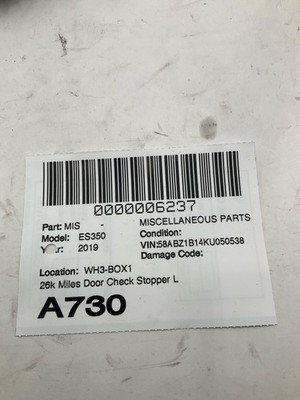 0000006237
Part: MIS - MISCELLANEOUS PARTS
Model: ES350 Condition:
Year: 2019 VIN:58ABZ1B14KU050538
Damage Code:
Location: WH3-BOX1
26k Miles Door Check Stopper L
A730